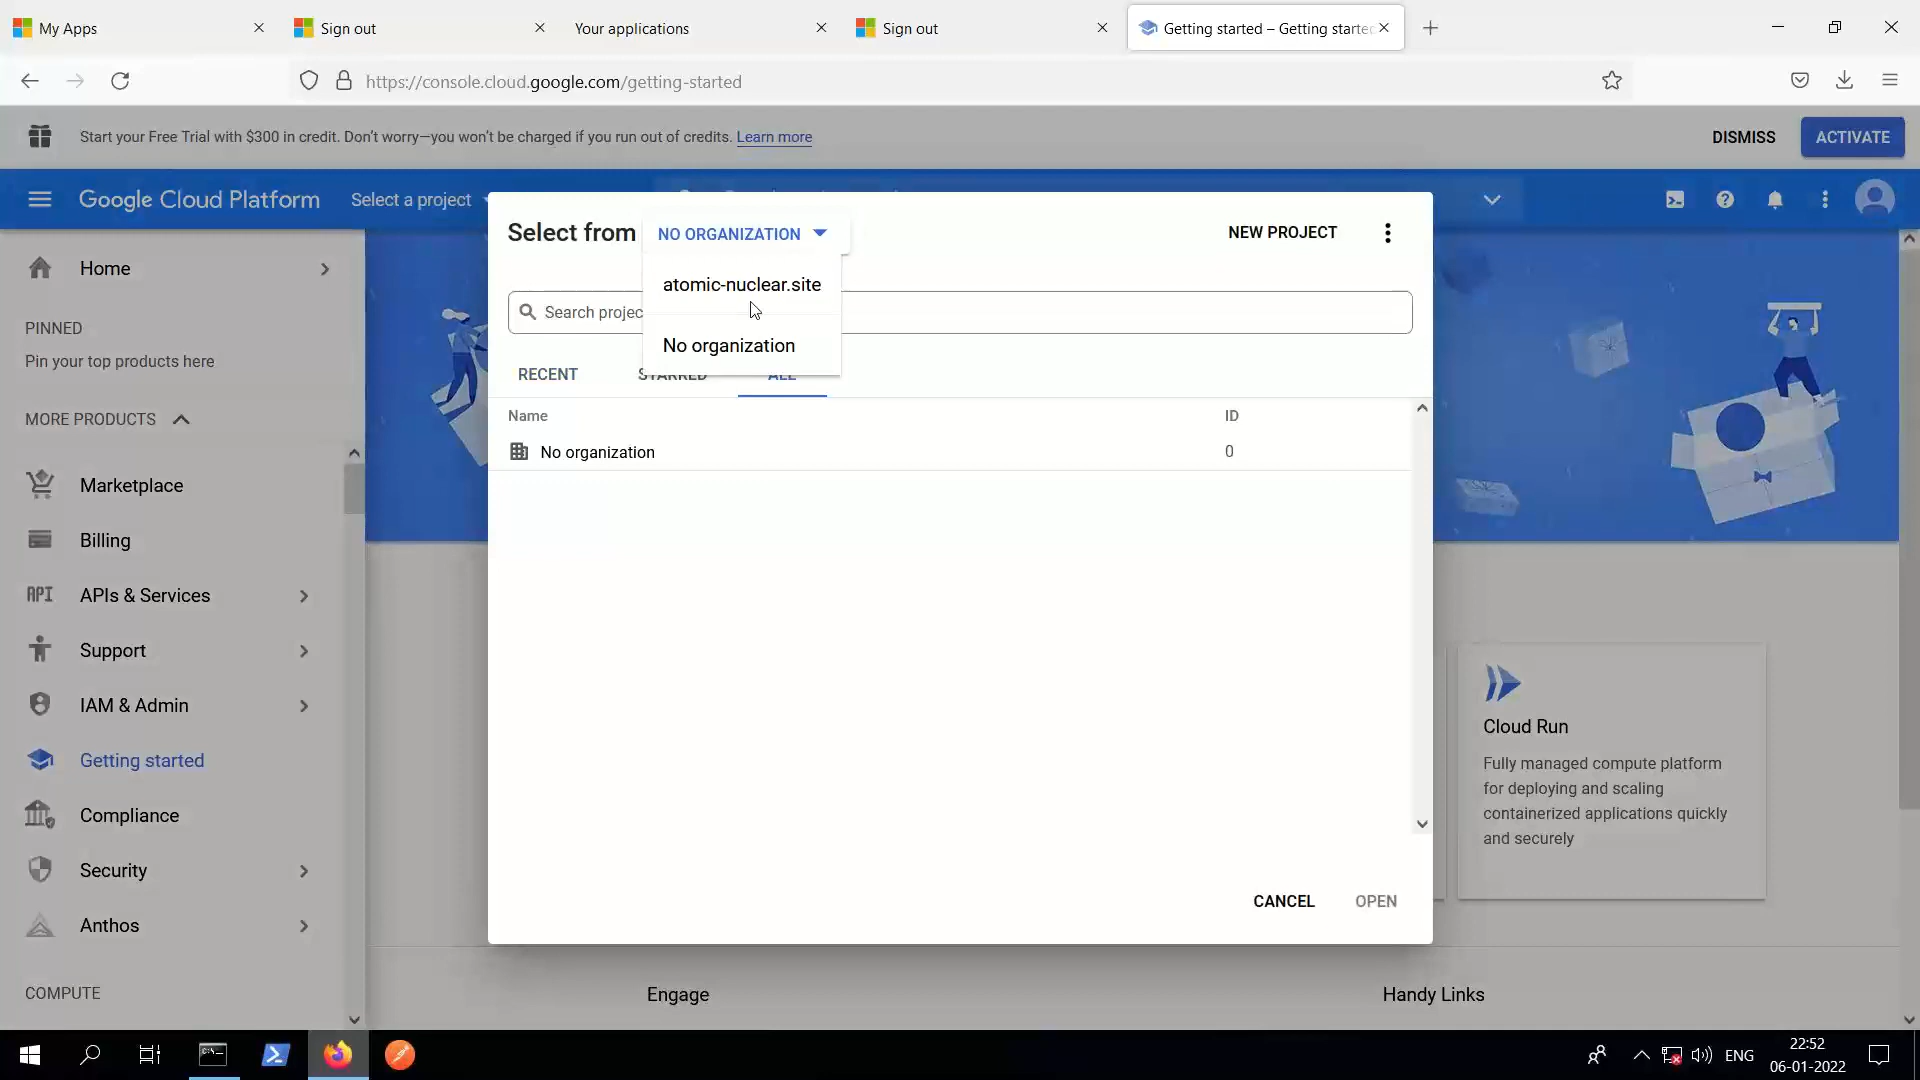 My Apps
Sign out
Your applications
Sign out
Getting started – Getting starte
https://console.cloud.google.com/getting-started
Start your Free Trial with $300 in credit. Don't worry—you won't be charged if you run out of credits. Learn more
DISMISS
ACTIVATE
Google Cloud Platform
Select a project
Select from
NO ORGANIZATION
NEW PROJECT
atomic-nuclear.site
Search projec
No organization
RECENT
STARRED
ALL
Name
ID
No organization
0
CANCEL
OPEN
Home
PINNED
Pin your top products here
MORE PRODUCTS
Marketplace
Billing
API
APIs & Services
Support
IAM & Admin
Getting started
Compliance
Security
Anthos
COMPUTE
Cloud Run
Fully managed compute platform
for deploying and scaling
containerized applications quickly
and securely
Engage
Handy Links
ENG
22:52
06-01-2022